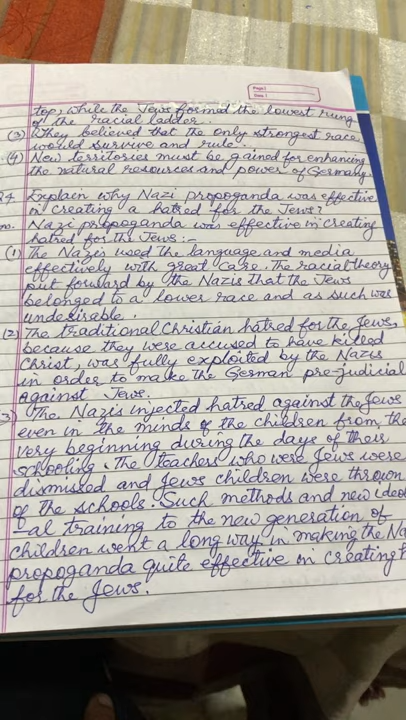 Page:
Date:
top, while the Jews formed the lowest rung
of the racial ladder.
(3) They believed that the only strongest race
would survive and rule.
(4) New territories must be gained for enhancing
the natural resources and power of Germany.
Explain why Nazi propoganda was effective
in creating a hatred for the Jews?
Nazi propoganda was effective in creating
hatred for the Jews:-
(1) The Nazis used the language and media
effectively with great care. The racial theory
put forward by the Nazis that the Jews
belonged to a lower race and as such was
undesirable.
(2) The traditional Christian hatred for the Jews,
because they were accused to have killed
Christ, was fully exploited by the Nazis
in order to make the German pre-judicial
against Jews.
3) The Nazis injected hatred against the Jews
even in the minds of the children from the
very beginning during the days of their
schooling. The teachers who were Jews were
dismissed and Jews children were thrown
of the schools. Such methods and new ideol
-al training to the new generation of
children went a long way in making the Na
propoganda quite effective in creating
for the Jews.